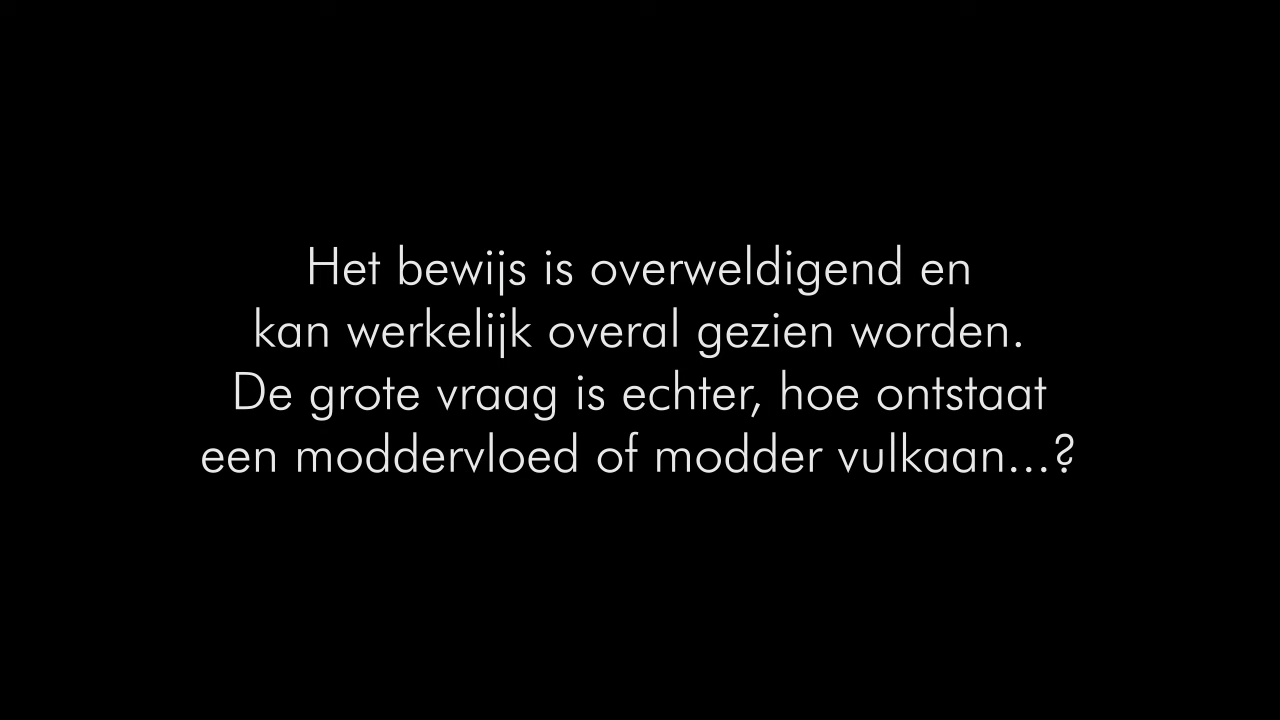 Het bewijs is overweldigend en
kan werkelijk overal gezien worden.
De grote vraag is echter, hoe ontstaat
een moddervloed of modder vulkaan...?